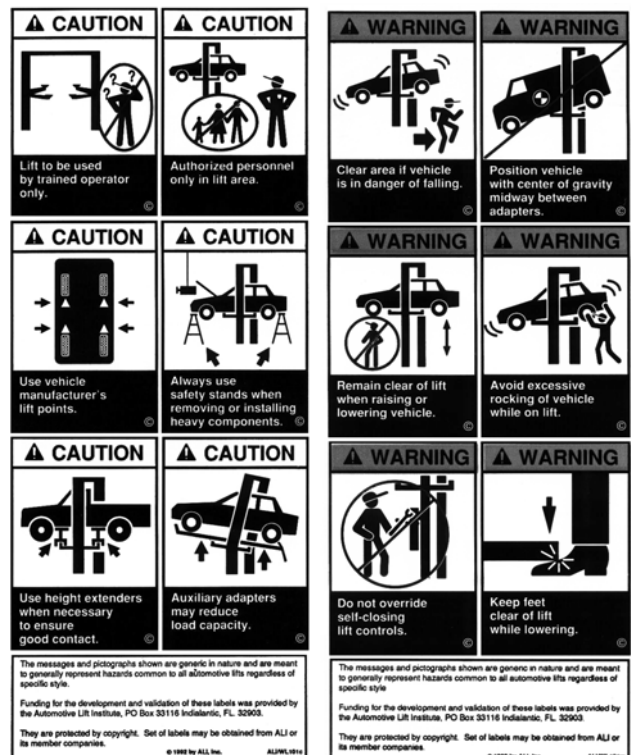 CAUTION
Lift to be used
by trained operator
only.
©
CAUTION
Authorized personnel
only in lift area.
©
CAUTION
Use vehicle
manufacturer's
lift points.
©
CAUTION
Always use
safety stands when
removing or installing
heavy components.
©
CAUTION
Use height extenders
when necessary
to ensure
good contact.
©
CAUTION
Auxiliary adapters
may reduce
load capacity.
©
The messages and pictographs shown are generic in nature and are meant
to generally represent hazards common to all automotive lifts regardless of
specific style.
Funding for the development and validation of these labels was provided by
the Automotive Lift Institute, PO Box 33116 Indialantic, FL. 32903.
They are protected by copyright. Set of labels may be obtained from ALI or
its member companies.
© 1992 by ALI, Inc.
WARNING
Clear area if vehicle
is in danger of falling.
©
WARNING
Position vehicle
with center of gravity
midway between
adapters.
©
WARNING
Remain clear of lift
when raising or
lowering vehicle.
©
WARNING
Avoid excessive
rocking of vehicle
while on lift.
©
WARNING
Do not override
self-closing
lift controls.
©
WARNING
Keep feet
clear of lift
while lowering.
©
The messages and pictographs shown are generic in nature and are meant
to generally represent hazards common to all automotive lifts regardless of
specific style
Funding for the development and validation of these labels was provided by
the Automotive Lift Institute, PO Box 33116 Indialantic, FL. 32903.
They are protected by copyright. Set of labels may be obtained from ALI or
its member companies.